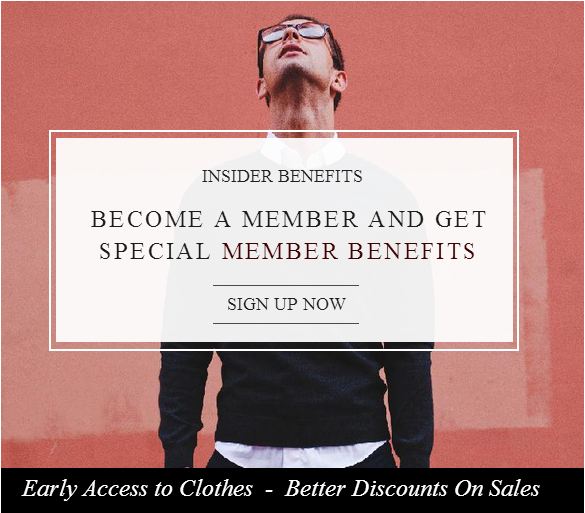 INSIDER BENEFITS
BECOME A MEMBER AND GET
SPECIAL MEMBER BENEFITS
SIGN UP NOW
Early Access to Clothes - Better Discounts On Sales